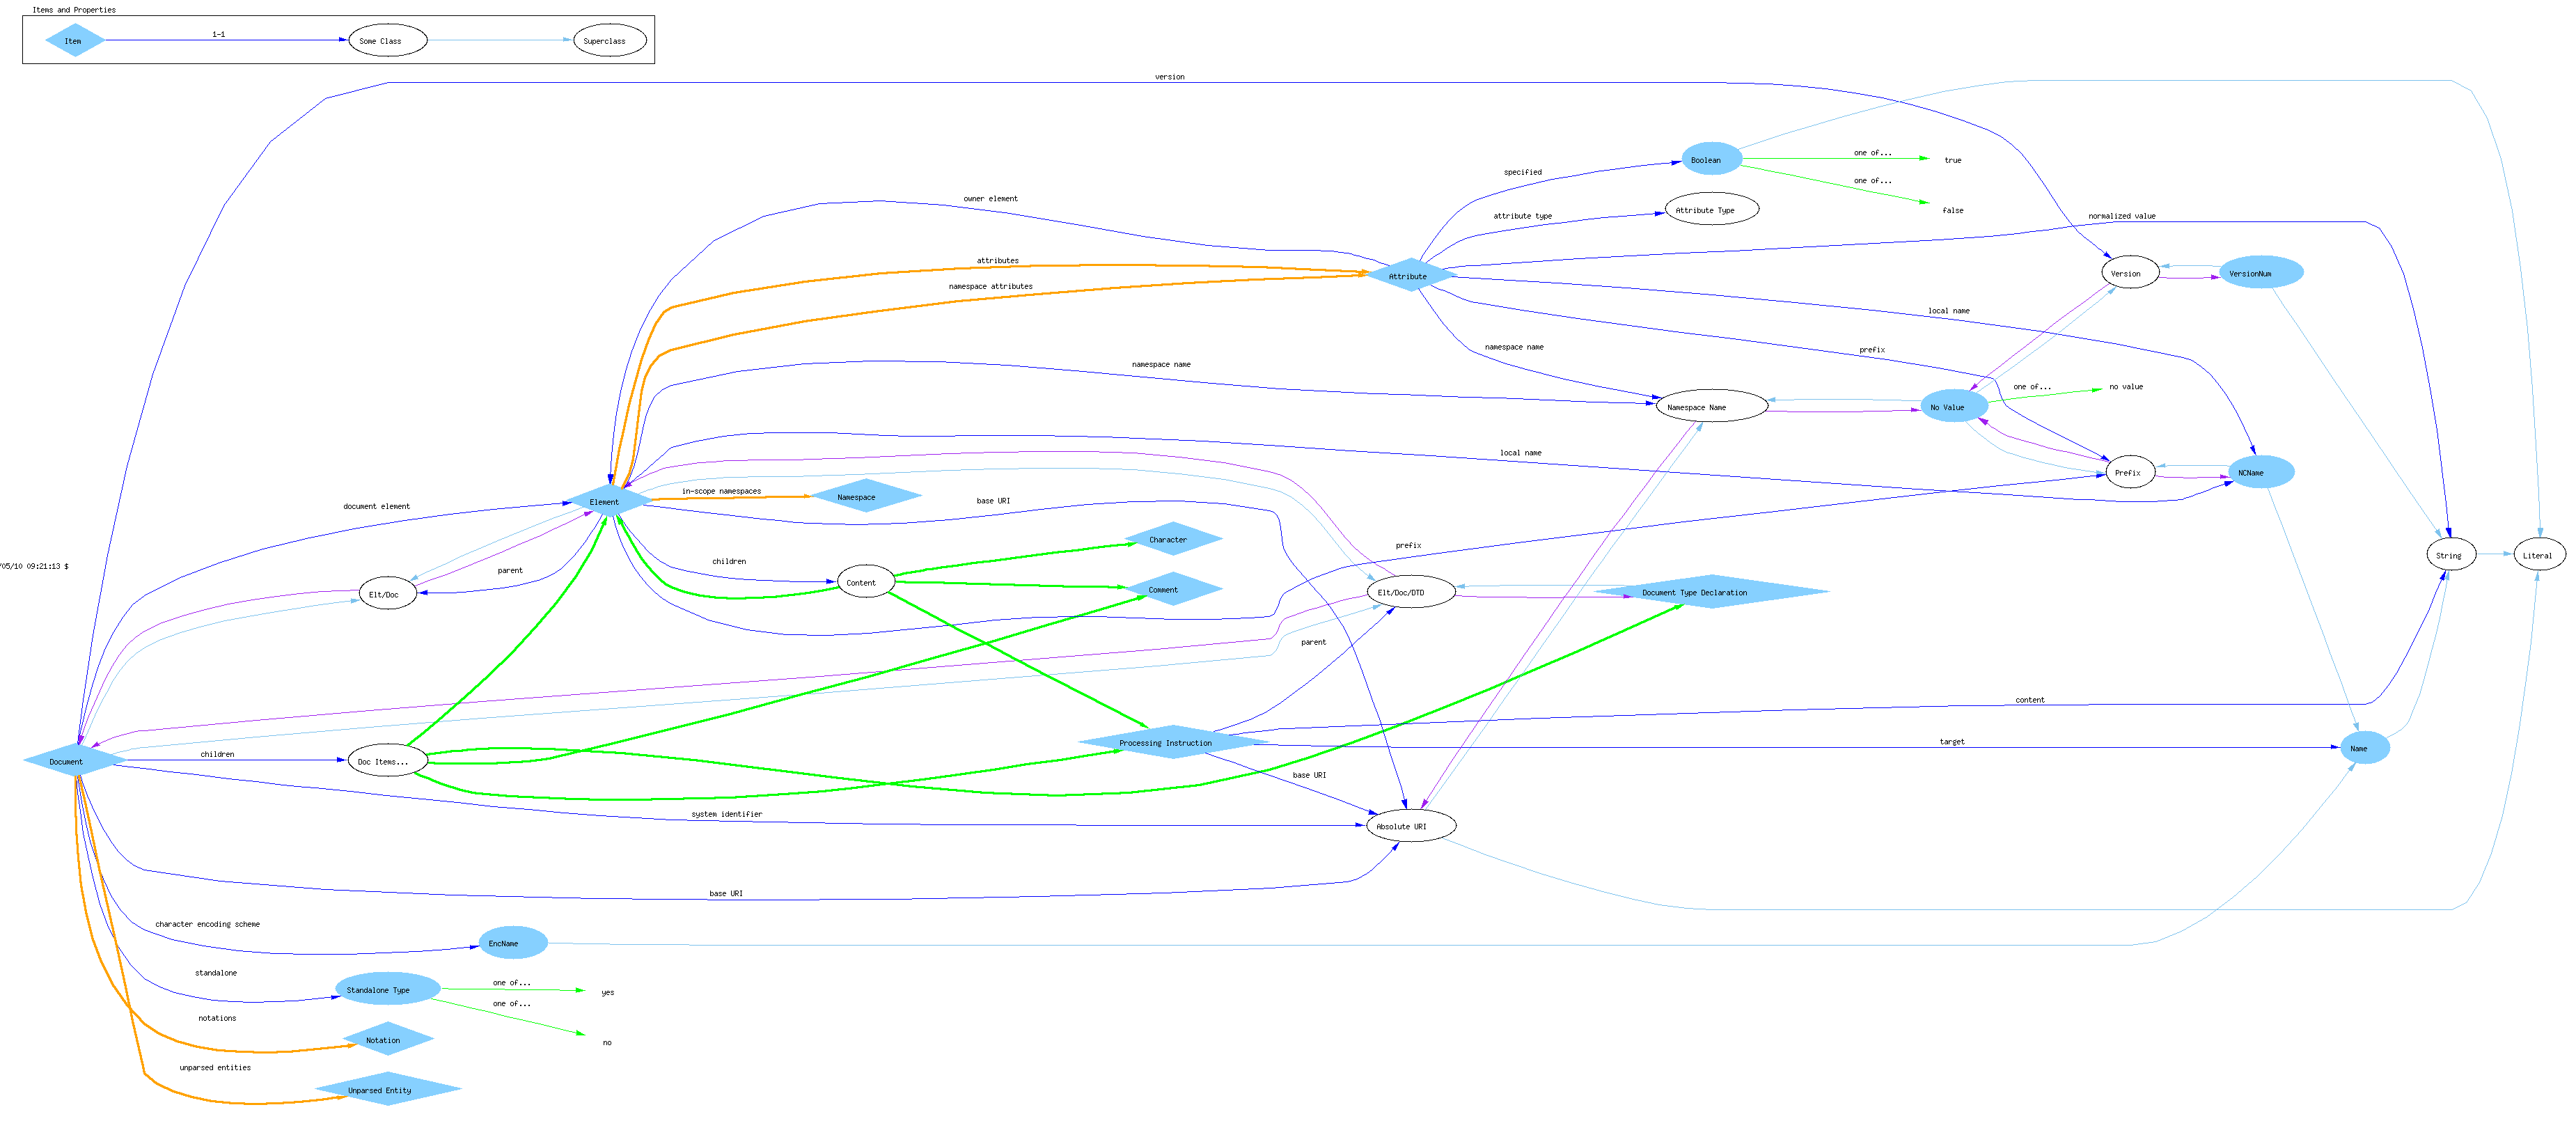 Items and Properties
Item
1-1
Some Class
Superclass
version
Boolean
one of...
true
one of...
false
specified
attribute type
Attribute Type
owner element
normalized value
attributes
Attribute
Version
VersionNum
namespace attributes
local name
namespace name
prefix
namespace name
one of...
no value
Namespace Name
No Value
local name
Prefix
NCName
in-scope namespaces
Namespace
Element
base URI
document element
Character
prefix
String
Literal
/05/10 09:21:13 $
children
parent
Content
Comment
Elt/Doc
Elt/Doc/DTD
Document Type Declaration
parent
content
Processing Instruction
target
Name
children
Document
Doc Items...
base URI
system identifier
Absolute URI
base URI
character encoding scheme
EncName
standalone
one of...
Standalone Type
yes
one of...
notations
Notation
no
unparsed entities
Unparsed Entity